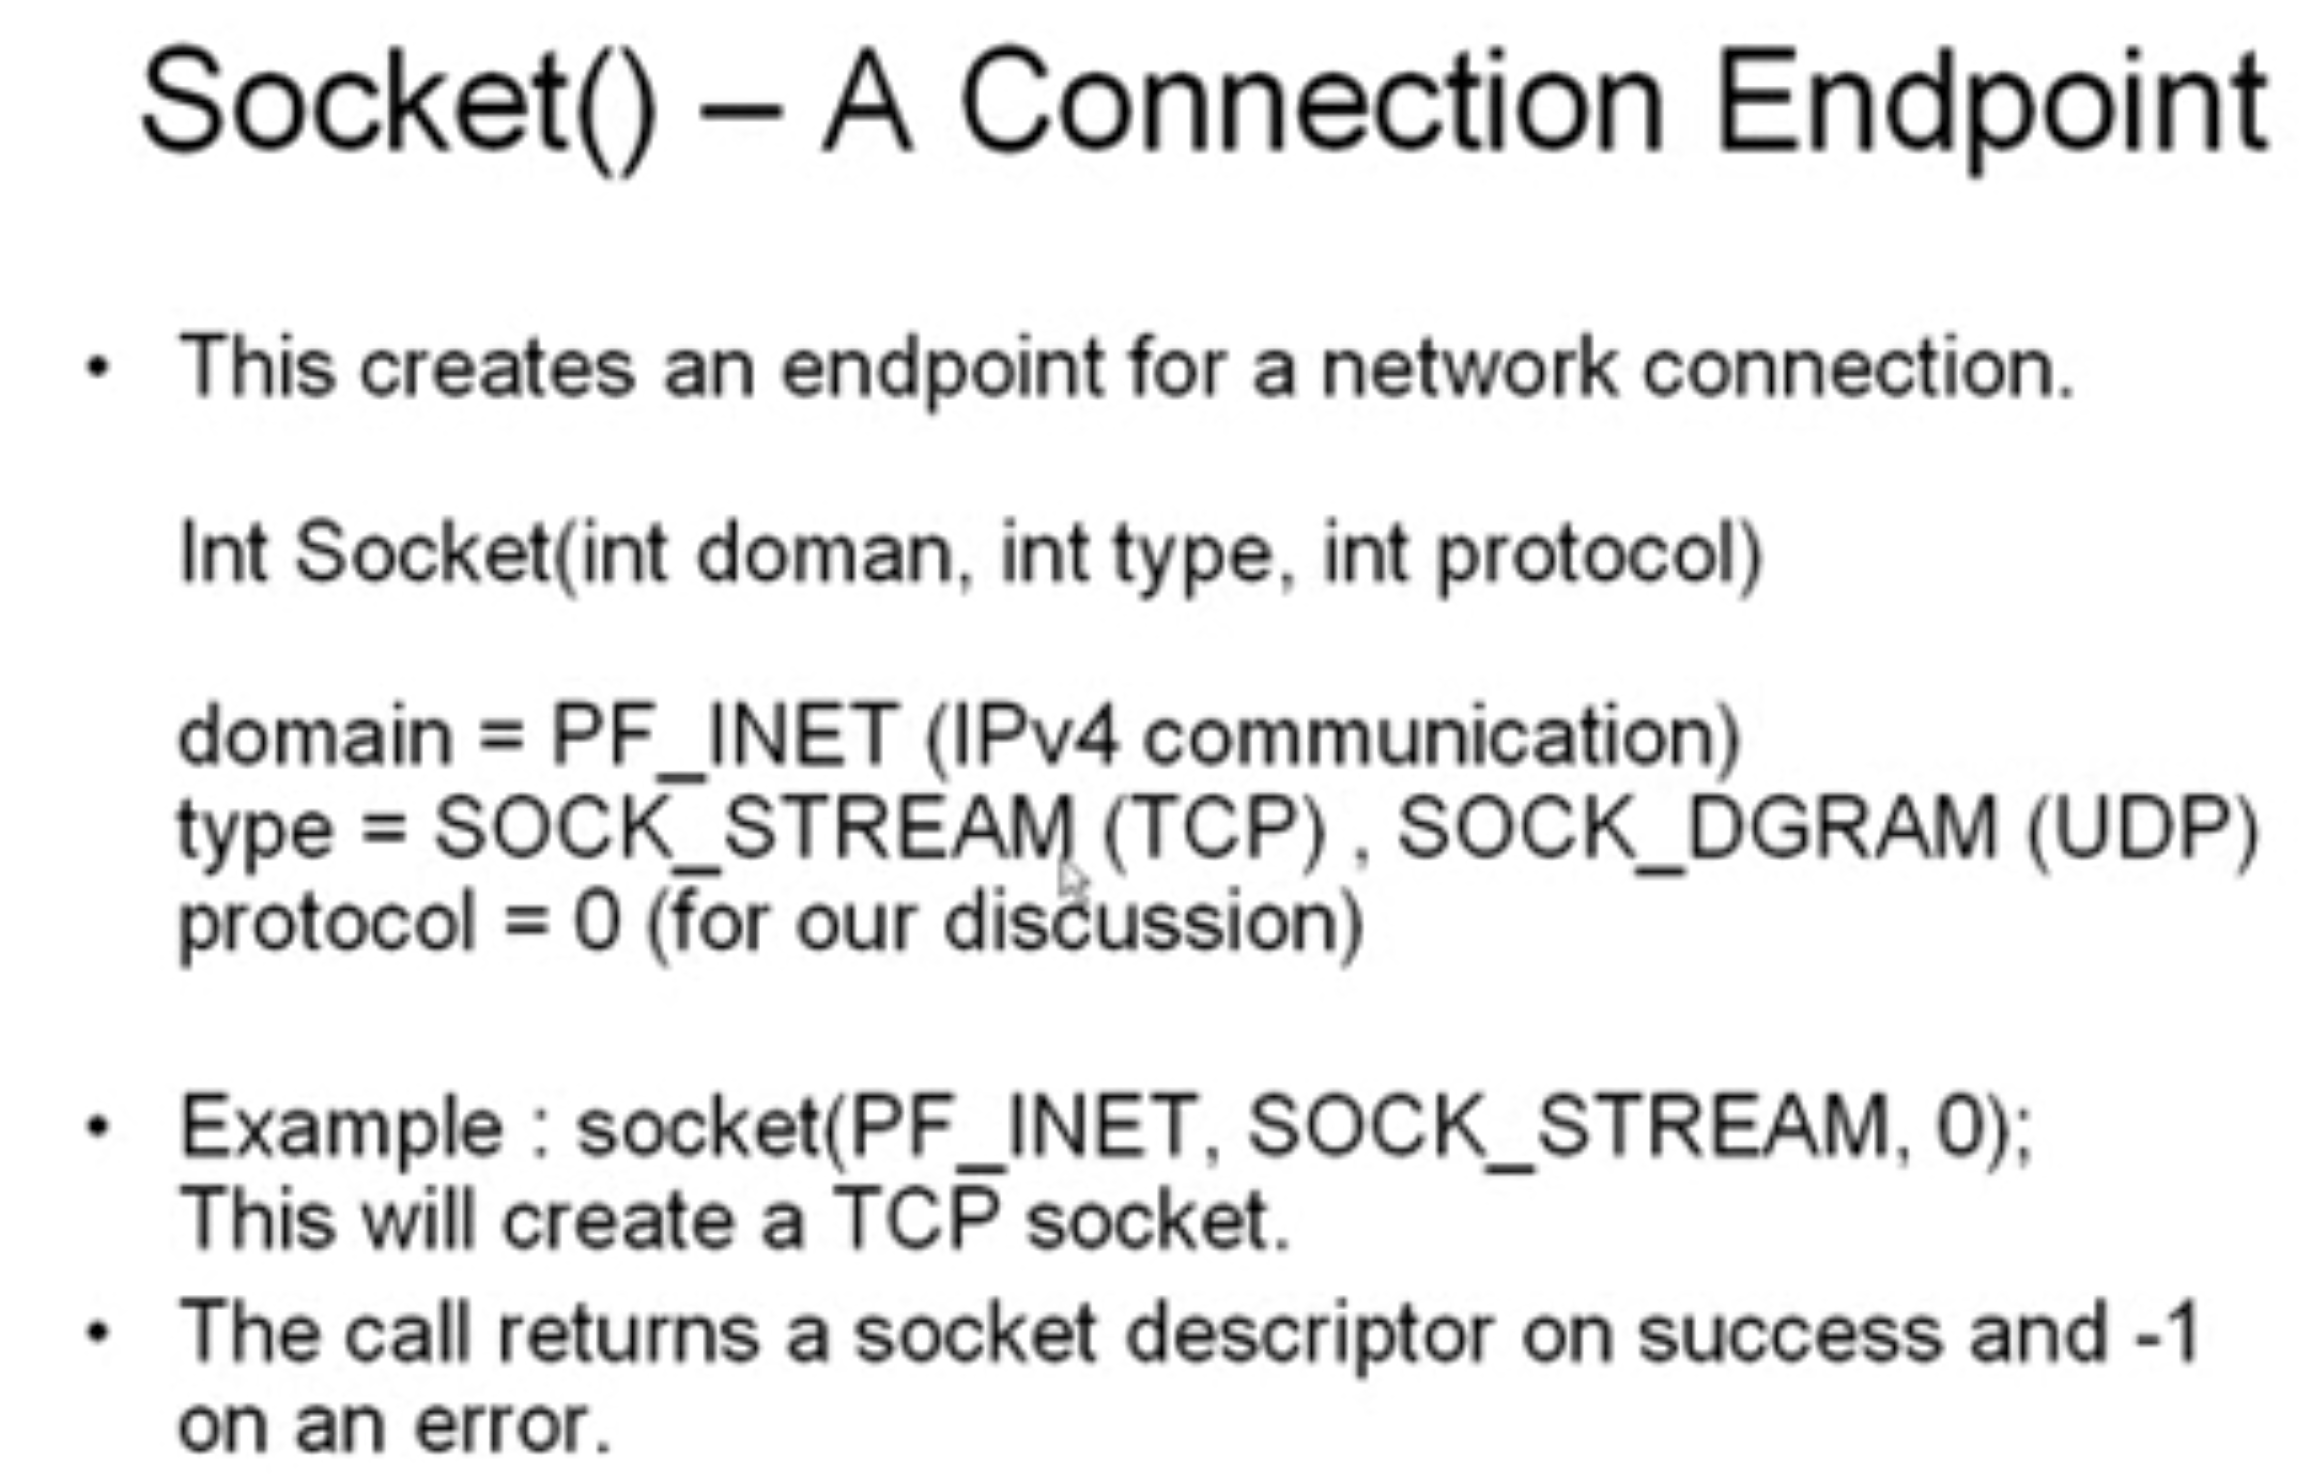 Socket() – A Connection Endpoint
• This creates an endpoint for a network connection.
Int Socket(int doman, int type, int protocol)
domain = PF_INET (IPv4 communication)
type = SOCK_STREAM (TCP) , SOCK_DGRAM (UDP)
protocol = 0 (for our discussion)
• Example : socket(PF_INET, SOCK_STREAM, 0);
This will create a TCP socket.
• The call returns a socket descriptor on success and -1
on an error.